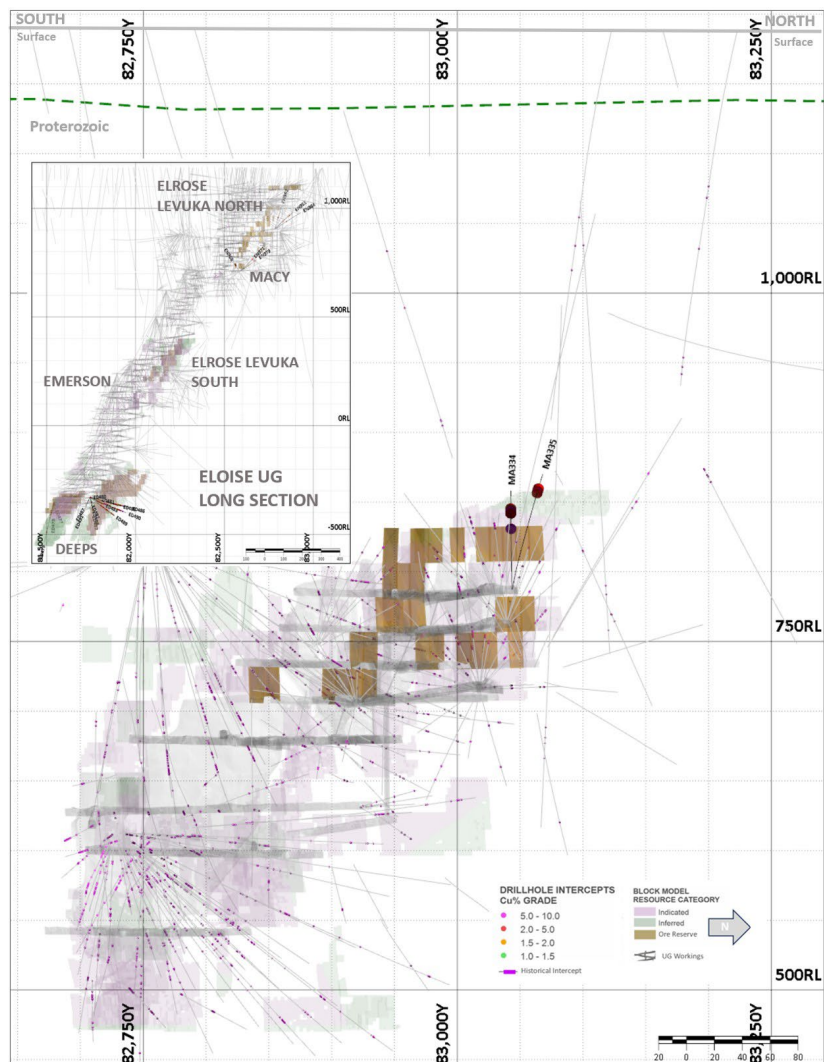 SOUTH
NORTH
Surface
Surface
82,750Y
83,000Y
83,250Y
Proterozoic
ELROSE
LEVUKA NORTH
1,000RL
MACY
500RL
ELROSE LEVUKA
SOUTH
EMERSON
0RL
ELOISE UG
LONG SECTION
-500RL
DEEPS
81,500Y
82,000Y
82,500Y
83,000Y
1,000RL
MA334
MA335
750RL
DRILLHOLE INTERCEPTS
Cu% GRADE
5.0 - 10.0
2.0 - 5.0
1.5 - 2.0
1.0 - 1.5
Historical Intercept
BLOCK MODEL
RESOURCE CATEGORY
Indicated
Inferred
Ore Reserve
UG Workings
N
500RL
82,750Y
83,000Y
83,250Y
20 0 20 40 60 80